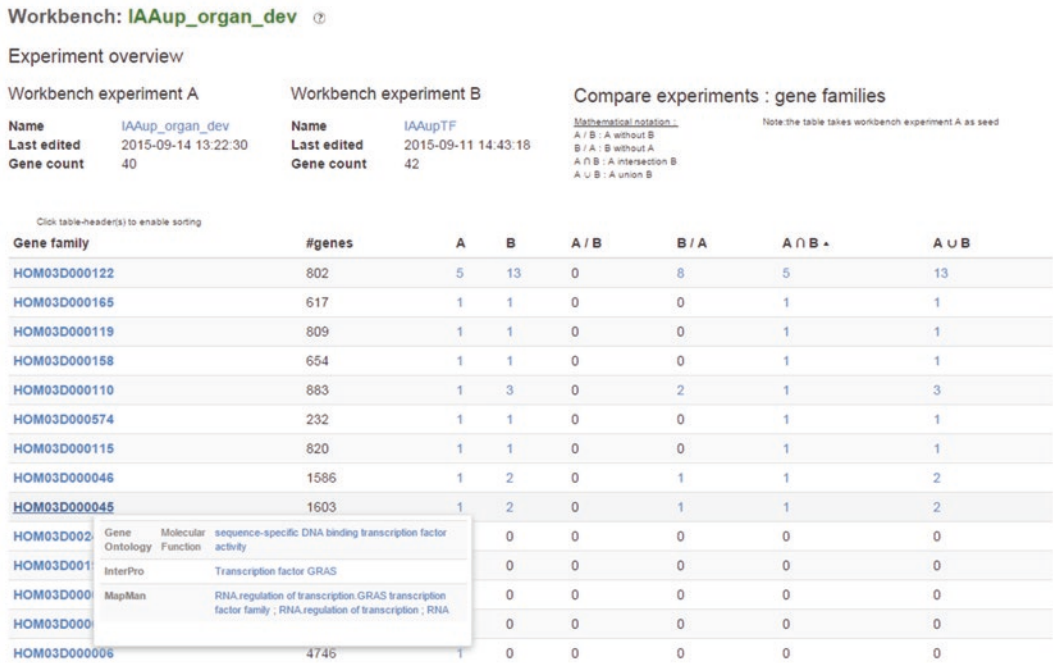 Workbench: IAAup_organ_dev ?
Experiment overview
Workbench experiment A
Name IAAup_organ_dev
Last edited 2015-09-14 13:22:30
Gene count 40
Workbench experiment B
Name IAAupTF
Last edited 2015-09-11 14:43:18
Gene count 42
Compare experiments : gene families
Mathematical notation :
A / B : A without B
B / A : B without A
A ∩ B : A intersection B
A ∪ B : A union B
Note:the table takes workbench experiment A as seed
Click table-header(s) to enable sorting
Gene family #genes A B A / B B / A A ∩ B ▴ A ∪ B
HOM03D000122 802 5 13 0 8 5 13
HOM03D000165 617 1 1 0 0 1 1
HOM03D000119 809 1 1 0 0 1 1
HOM03D000158 654 1 1 0 0 1 1
HOM03D000110 883 1 3 0 2 1 3
HOM03D000574 232 1 1 0 0 1 1
HOM03D000115 820 1 1 0 0 1 1
HOM03D000046 1586 1 2 0 1 1 2
HOM03D000045 1603 1 2 0 1 1 2
HOM03D002 0 0 0 0 0
HOM03D001 0 0 0 0 0
HOM03D000 0 0 0 0 0
HOM03D000 0 0 0 0 0
HOM03D000006 4746 1 0 0 0 0 0
Gene Ontology Molecular Function sequence-specific DNA binding transcription factor
activity
InterPro Transcription factor GRAS
MapMan RNA.regulation of transcription.GRAS transcription
factor family ; RNA.regulation of transcription ; RNA